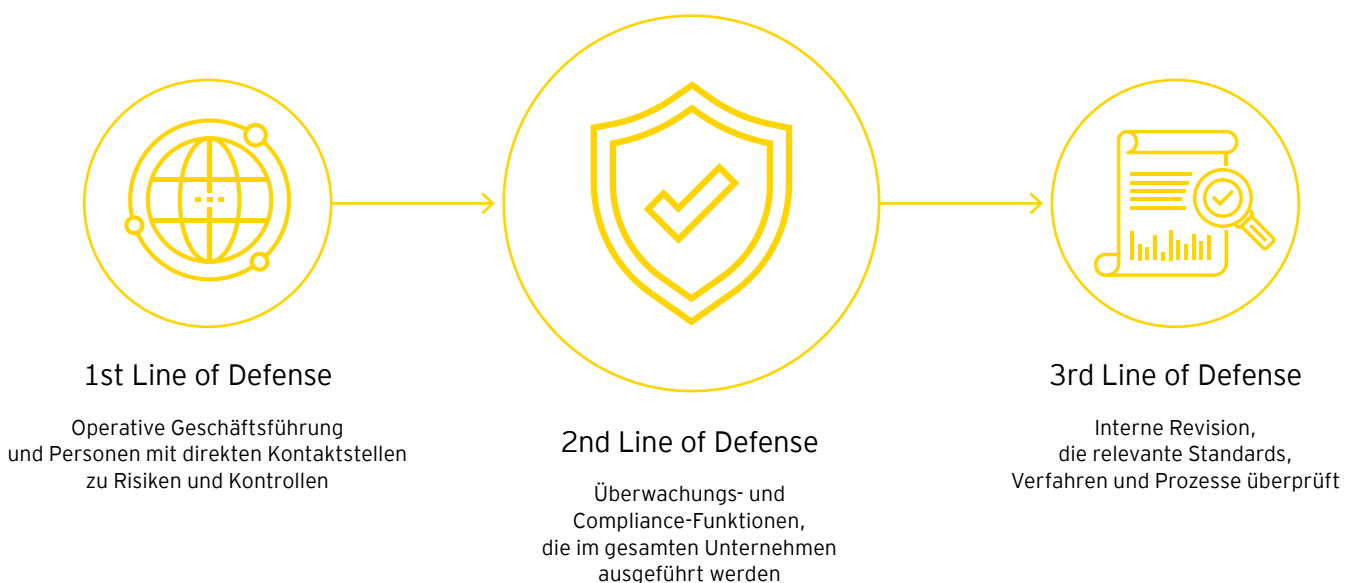 1st Line of Defense
Operative Geschäftsführung
und Personen mit direkten Kontaktstellen
zu Risiken und Kontrollen
2nd Line of Defense
Überwachungs- und
Compliance-Funktionen,
die im gesamten Unternehmen
ausgeführt werden
3rd Line of Defense
Interne Revision,
die relevante Standards,
Verfahren und Prozesse überprüft